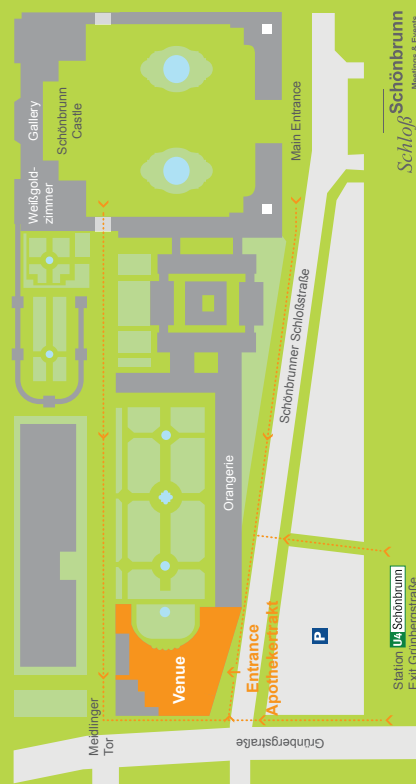 Schloß Schönbrunn
Meetings & Events
Gallery
Schönbrunn
Castle
Weißgold-
zimmer
Main Entrance
Schönbrunner Schloßstraße
Orangerie
Venue
Entrance
Apothekertrakt
P
Meidlinger
Tor
Grünbergstraße
Station U4 Schönbrunn
Exit Grünbergstraße